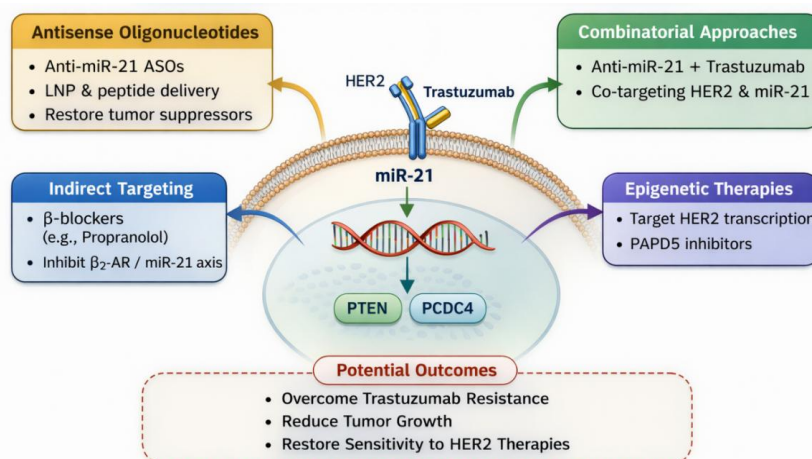 Antisense Oligonucleotides
• Anti-miR-21 ASOs
• LNP & peptide delivery
• Restore tumor suppressors
Combinatorial Approaches
• Anti-miR-21 + Trastuzumab
• Co-targeting HER2 & miR-21
HER2
Trastuzumab
miR-21
Indirect Targeting
• β-blockers
(e.g., Propranolol)
• Inhibit β₂-AR / miR-21 axis
Epigenetic Therapies
• Target HER2 transcription
• PAPD5 inhibitors
PTEN
PCDC4
Potential Outcomes
• Overcome Trastuzumab Resistance
• Reduce Tumor Growth
• Restore Sensitivity to HER2 Therapies